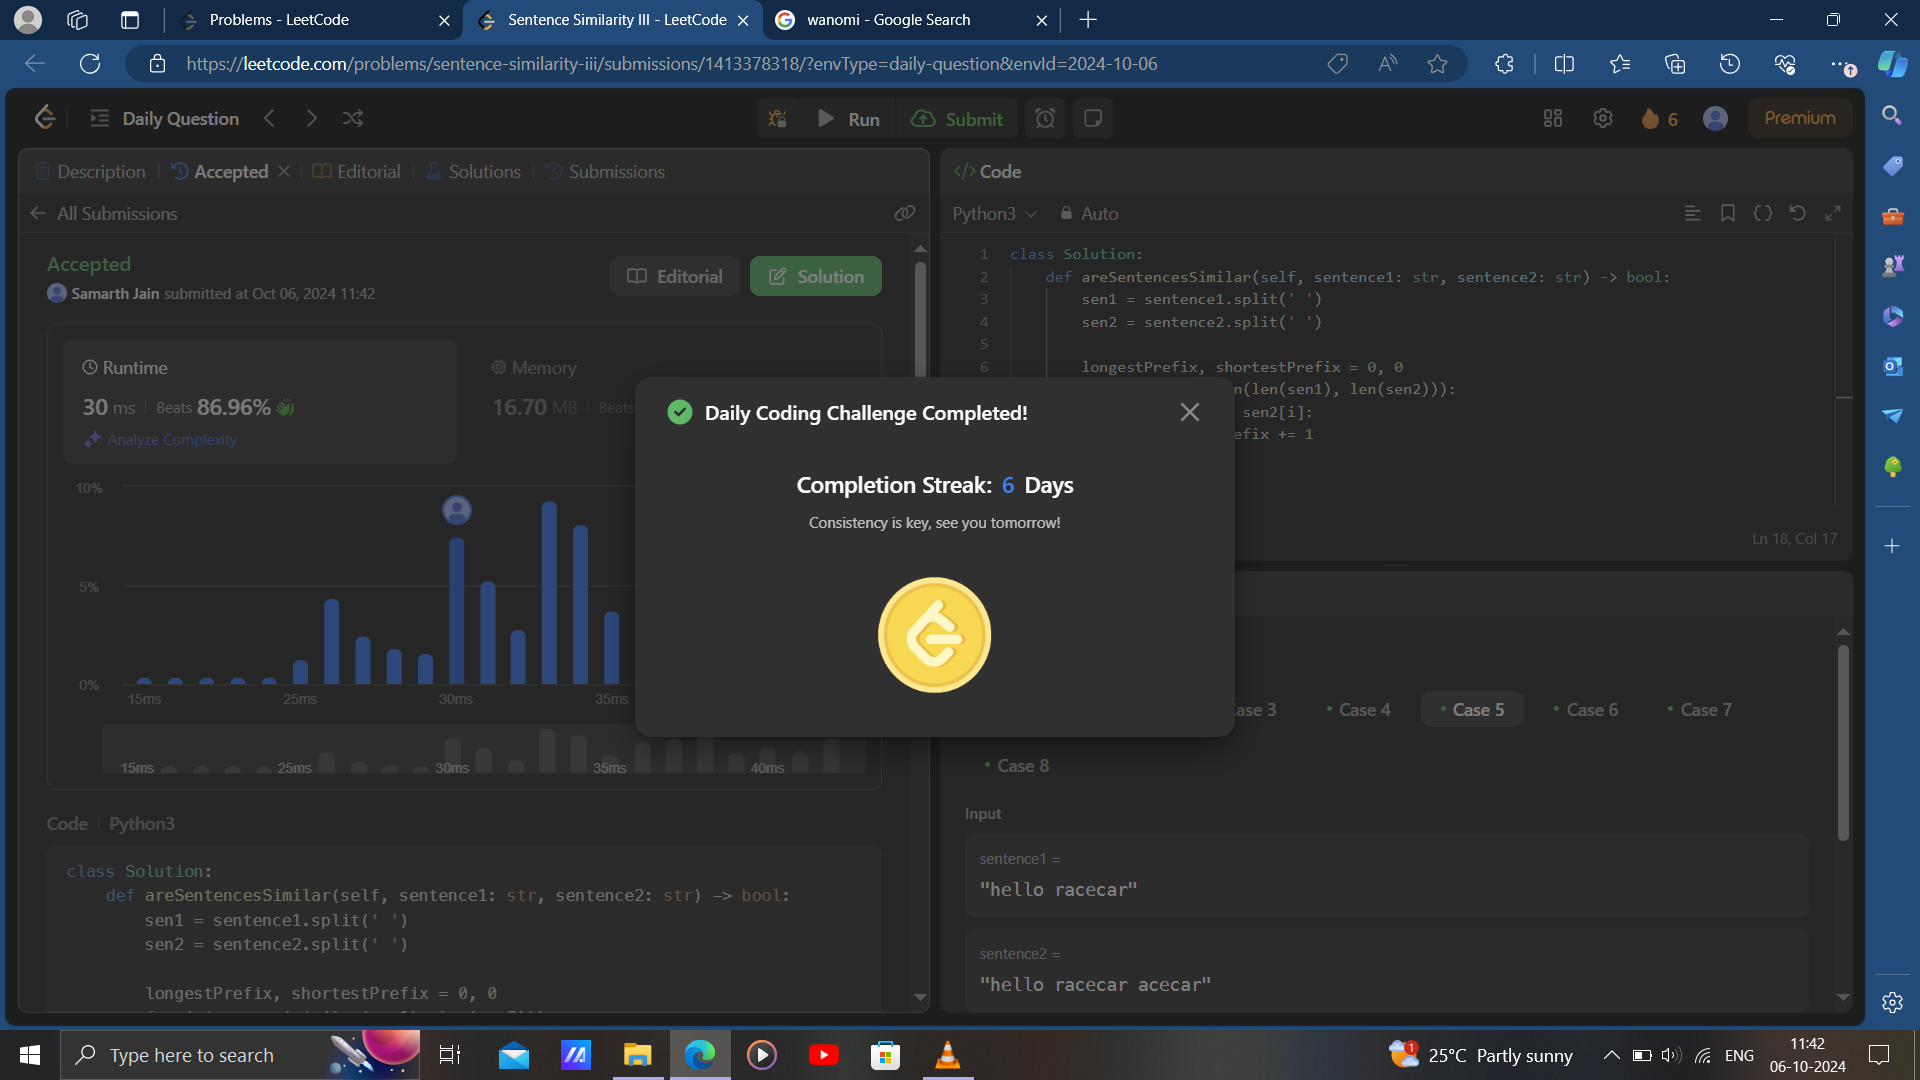 Problems - LeetCode
Sentence Similarity III - LeetCode
wanomi - Google Search
https://leetcode.com/problems/sentence-similarity-iii/submissions/1413378318/?envType=daily-question&envId=2024-10-06
Daily Question
Run
Submit
6
Premium
Description
Accepted
Editorial
Solutions
Submissions
All Submissions
Accepted
Samarth Jain submitted at Oct 06, 2024 11:42
Editorial
Solution
Runtime
30 ms
Beats 86.96%
Analyze Complexity
Memory
16.70 MB
Beats
10%
5%
0%
15ms 25ms 30ms 35ms
15ms 25ms 30ms 35ms 40ms
Code
Python3
class Solution:
def areSentencesSimilar(self, sentence1: str, sentence2: str) -> bool:
sen1 = sentence1.split(' ')
sen2 = sentence2.split(' ')
longestPrefix, shortestPrefix = 0, 0
Daily Coding Challenge Completed!
Completion Streak: 6 Days
Consistency is key, see you tomorrow!
Code
Python3
Auto
1 class Solution:
2 def areSentencesSimilar(self, sentence1: str, sentence2: str) -> bool:
3 sen1 = sentence1.split(' ')
4 sen2 = sentence2.split(' ')
5
6 longestPrefix, shortestPrefix = 0, 0
n(len(sen1), len(sen2))):
sen2[i]:
efix += 1
Ln 18, Col 17
ase 3
Case 4
Case 5
Case 6
Case 7
Case 8
Input
sentence1 =
"hello racecar"
sentence2 =
"hello racecar acecar"
Type here to search
25°C Partly sunny
ENG
11:42
06-10-2024